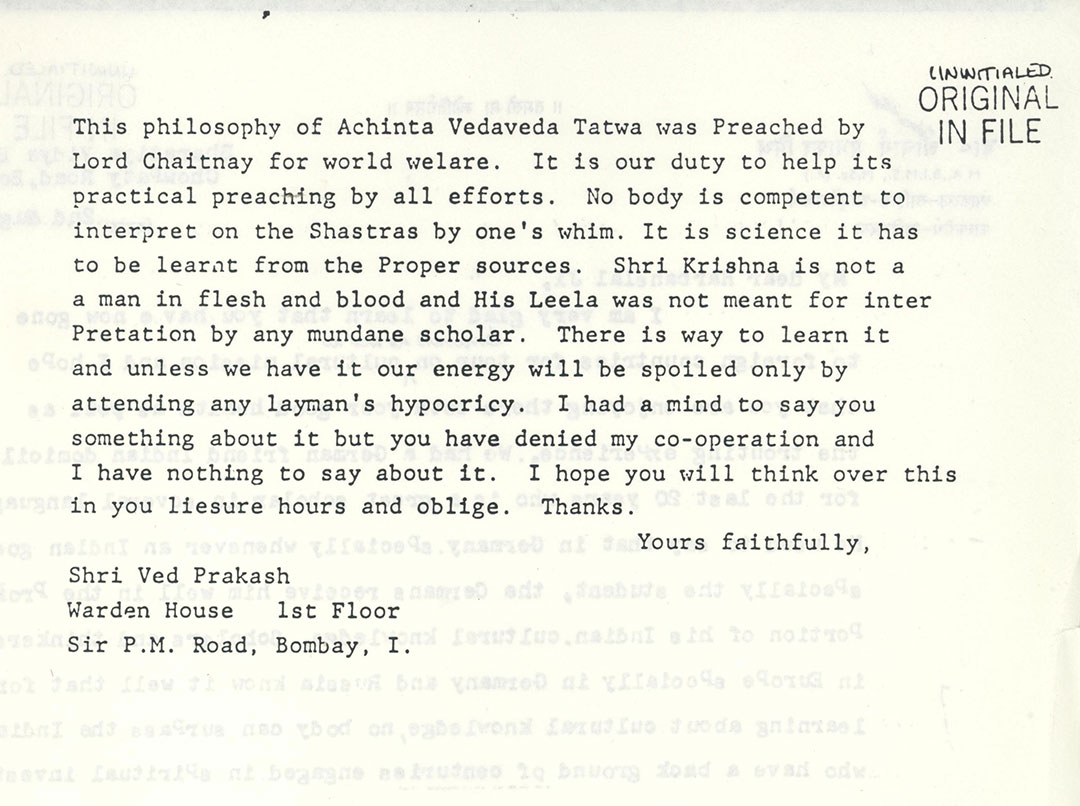 UNINITIALED.
ORIGINAL
IN FILE
This philosophy of Achinta Vedaveda Tatwa was Preached by
Lord Chaitnay for world welare. It is our duty to help its
practical preaching by all efforts. No body is competent to
interpret on the Shastras by one's whim. It is science it has
to be learnt from the Proper sources. Shri Krishna is not a
a man in flesh and blood and His Leela was not meant for inter
Pretation by any mundane scholar. There is way to learn it
and unless we have it our energy will be spoiled only by
attending any layman's hypocricy. I had a mind to say you
something about it but you have denied my co-operation and
I have nothing to say about it. I hope you will think over this
in you liesure hours and oblige. Thanks.
Yours faithfully,
Shri Ved Prakash
Warden House 1st Floor
Sir P.M. Road, Bombay, I.